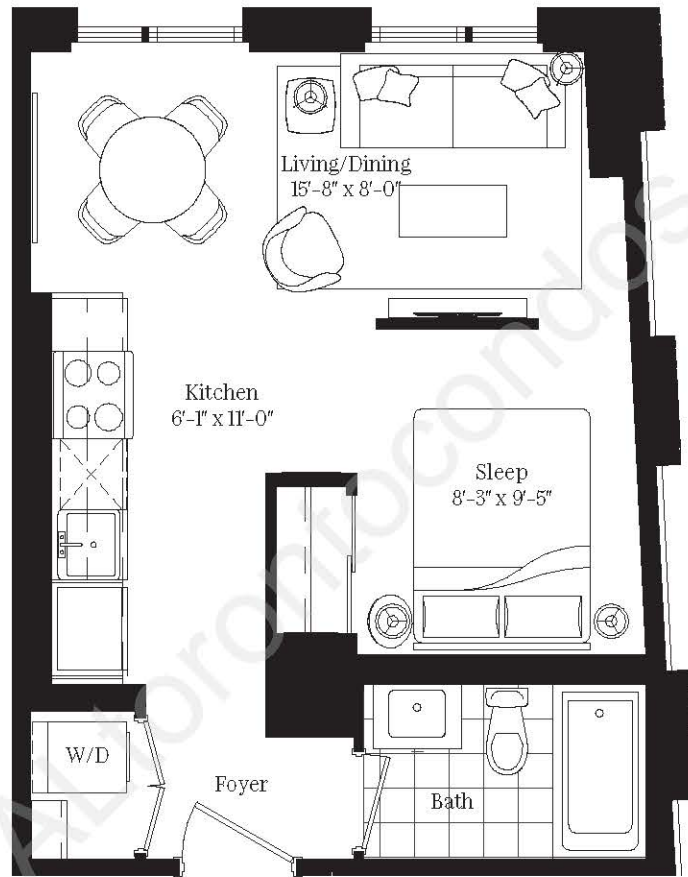 Living/Dining
15'-8" x 8'-0"
Kitchen
6'-1" x 11'-0"
Sleep
8'-3" x 9'-5"
W/D
Foyer
Bath
ALtorontocondos